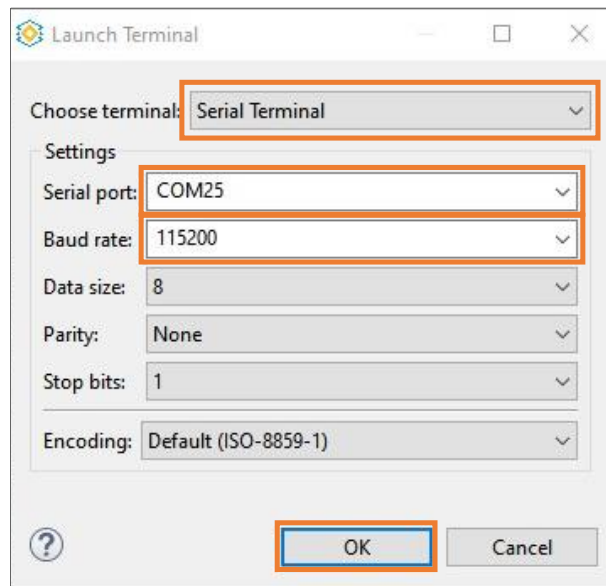 Launch Terminal
Choose terminal: Serial Terminal
Settings
Serial port: COM25
Baud rate: 115200
Data size: 8
Parity: None
Stop bits: 1
Encoding: Default (ISO-8859-1)
? OK Cancel